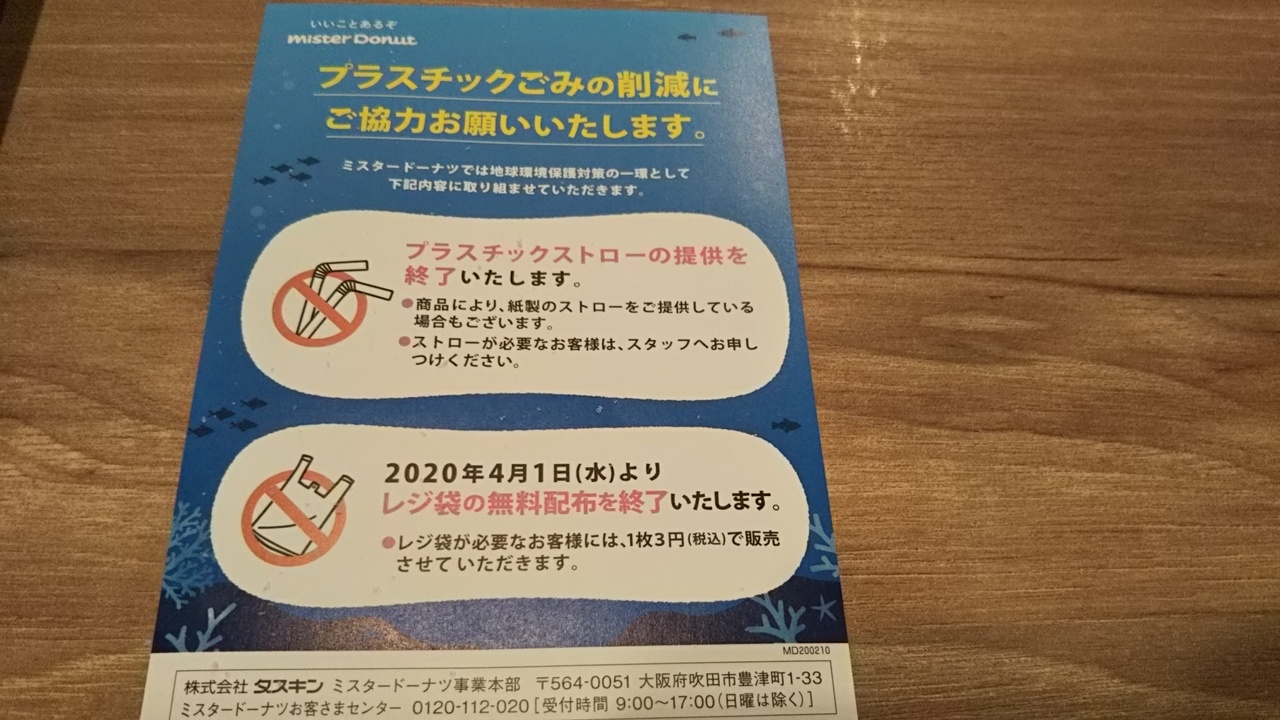 いいことあるぞ
mister Donut
プラスチックごみの削減に
ご協力お願いいたします。
ミスタードーナツでは地球環境保護対策の一環として
下記内容に取り組ませていただきます。
プラスチックストローの提供を
終了いたします。
●商品により、紙製のストローをご提供している
場合もございます。
●ストローが必要なお客様は、スタッフへお申し
つけください。
2020年4月1日(水)より
レジ袋の無料配布を終了いたします。
●レジ袋が必要なお客様には、1枚3円(税込)で販売
させていただきます。
MD200210
株式会社 ダスキン ミスタードーナツ事業本部 〒564-0051 大阪府吹田市豊津町1-33
ミスタードーナツお客さまセンター 0120-112-020 [受付時間 9:00〜17:00(日曜は除く)]